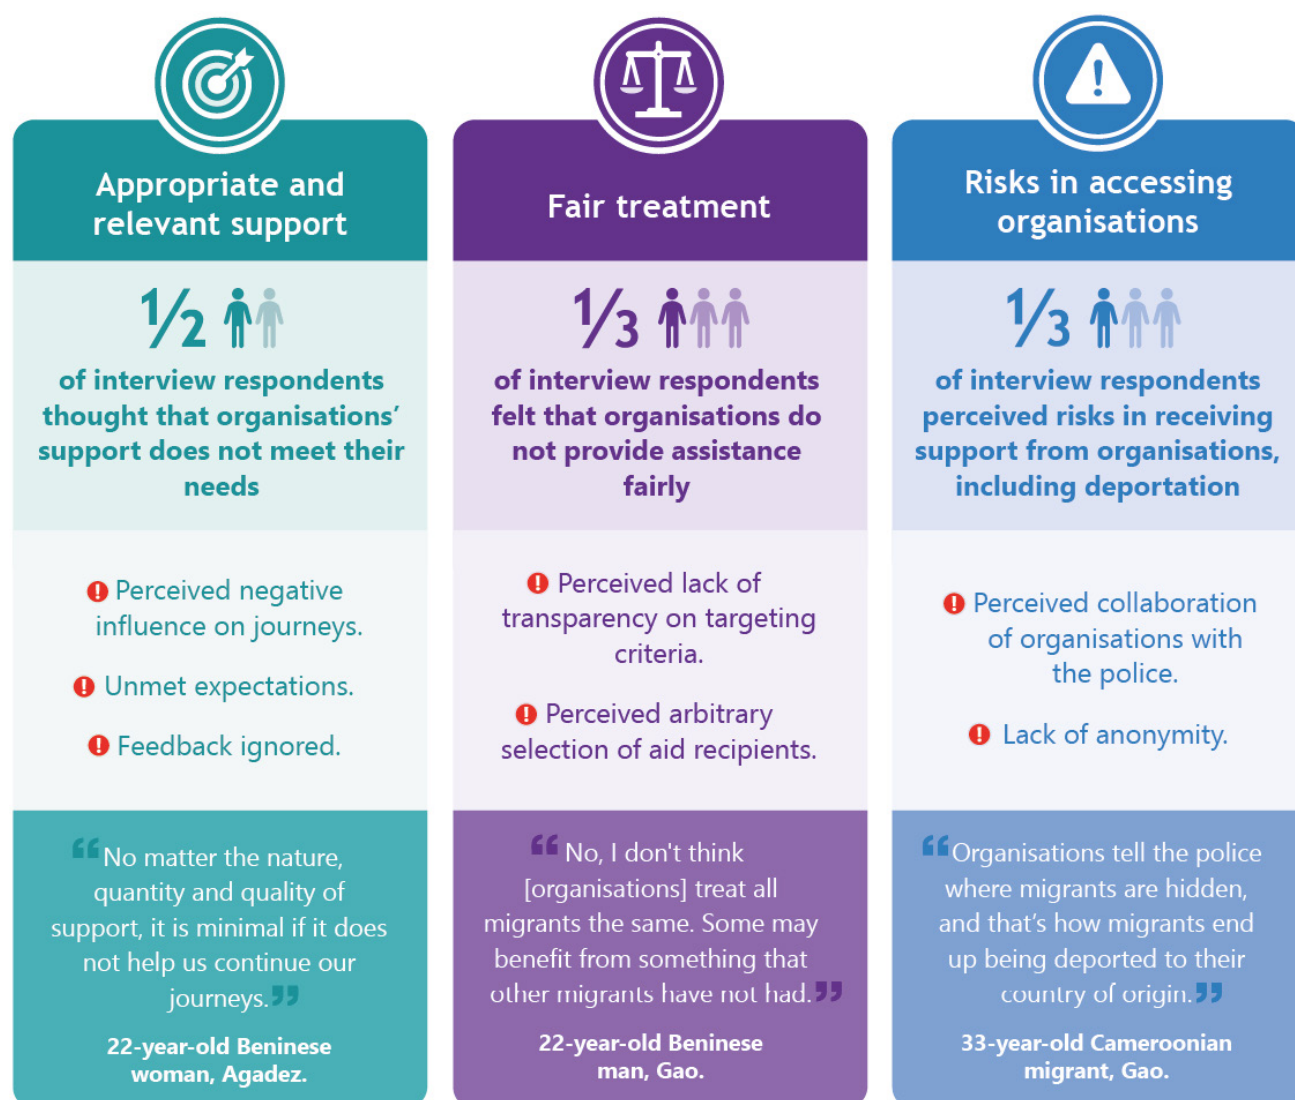 Appropriate and
relevant support
1/2
of interview respondents
thought that organisations’
support does not meet their
needs
Perceived negative
influence on journeys.
Unmet expectations.
Feedback ignored.
“No matter the nature,
quantity and quality of
support, it is minimal if it does
not help us continue our
journeys.”
22-year-old Beninese
woman, Agadez.
Fair treatment
1/3
of interview respondents
felt that organisations do
not provide assistance
fairly
Perceived lack of
transparency on targeting
criteria.
Perceived arbitrary
selection of aid recipients.
“No, I don't think
[organisations] treat all
migrants the same. Some may
benefit from something that
other migrants have not had.”
22-year-old Beninese
man, Gao.
Risks in accessing
organisations
1/3
of interview respondents
perceived risks in receiving
support from organisations,
including deportation
Perceived collaboration
of organisations with
the police.
Lack of anonymity.
“Organisations tell the police
where migrants are hidden,
and that’s how migrants end
up being deported to their
country of origin.”
33-year-old Cameroonian
migrant, Gao.